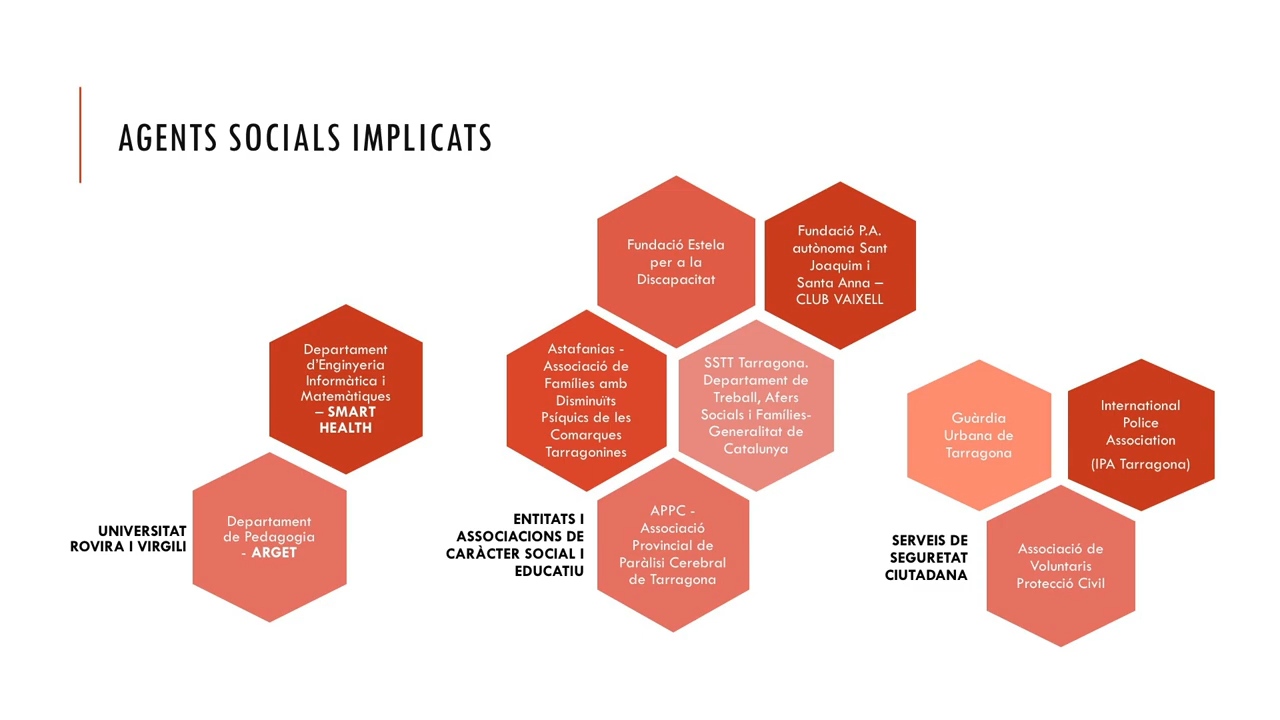 AGENTS SOCIALS IMPLICATS
Departament
d'Enginyeria
Informàtica i
Matemàtiques
– SMART
HEALTH
Departament
de Pedagogia
- ARGET
UNIVERSITAT
ROVIRA I VIRGILI
Fundació Estela
per a la
Discapacitat
Fundació P.A.
autònoma Sant
Joaquim i
Santa Anna –
CLUB VAIXELL
Astafanias -
Associació de
Famílies amb
Disminuïts
Psíquics de les
Comarques
Tarragonines
SSTT Tarragona.
Departament de
Treball, Afers
Socials i Famílies-
Generalitat de
Catalunya
APPC -
Associació
Provincial de
Paràlisi Cerebral
de Tarragona
ENTITATS I
ASSOCIACIONS DE
CARÀCTER SOCIAL I
EDUCATIU
Guàrdia
Urbana de
Tarragona
International
Police
Association
(IPA Tarragona)
Associació de
Voluntaris
Protecció Civil
SERVEIS DE
SEGURETAT
CIUTADANA